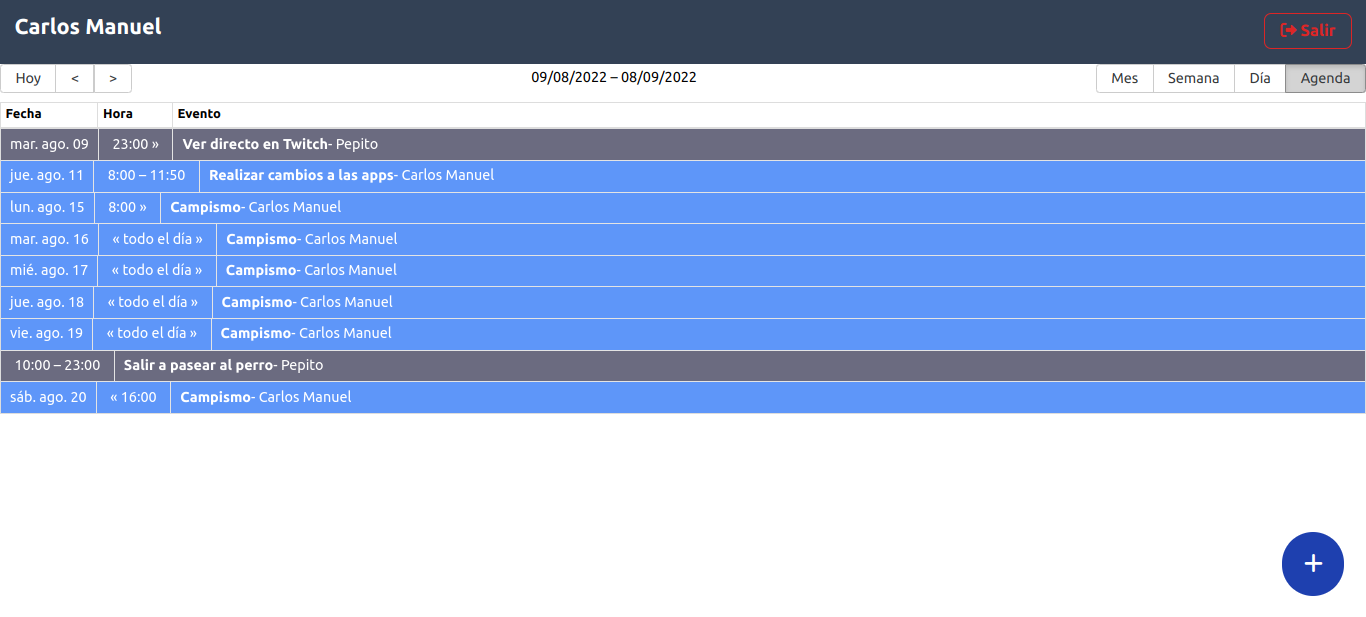 Carlos Manuel
Salir
Hoy < > 09/08/2022 – 08/09/2022 Mes Semana Día Agenda
Fecha Hora Evento
mar. ago. 09 23:00 » Ver directo en Twitch- Pepito
jue. ago. 11 8:00 – 11:50 Realizar cambios a las apps- Carlos Manuel
lun. ago. 15 8:00 » Campismo- Carlos Manuel
mar. ago. 16 « todo el día » Campismo- Carlos Manuel
mié. ago. 17 « todo el día » Campismo- Carlos Manuel
jue. ago. 18 « todo el día » Campismo- Carlos Manuel
vie. ago. 19 « todo el día » Campismo- Carlos Manuel
10:00 – 23:00 Salir a pasear al perro- Pepito
sáb. ago. 20 « 16:00 Campismo- Carlos Manuel
+